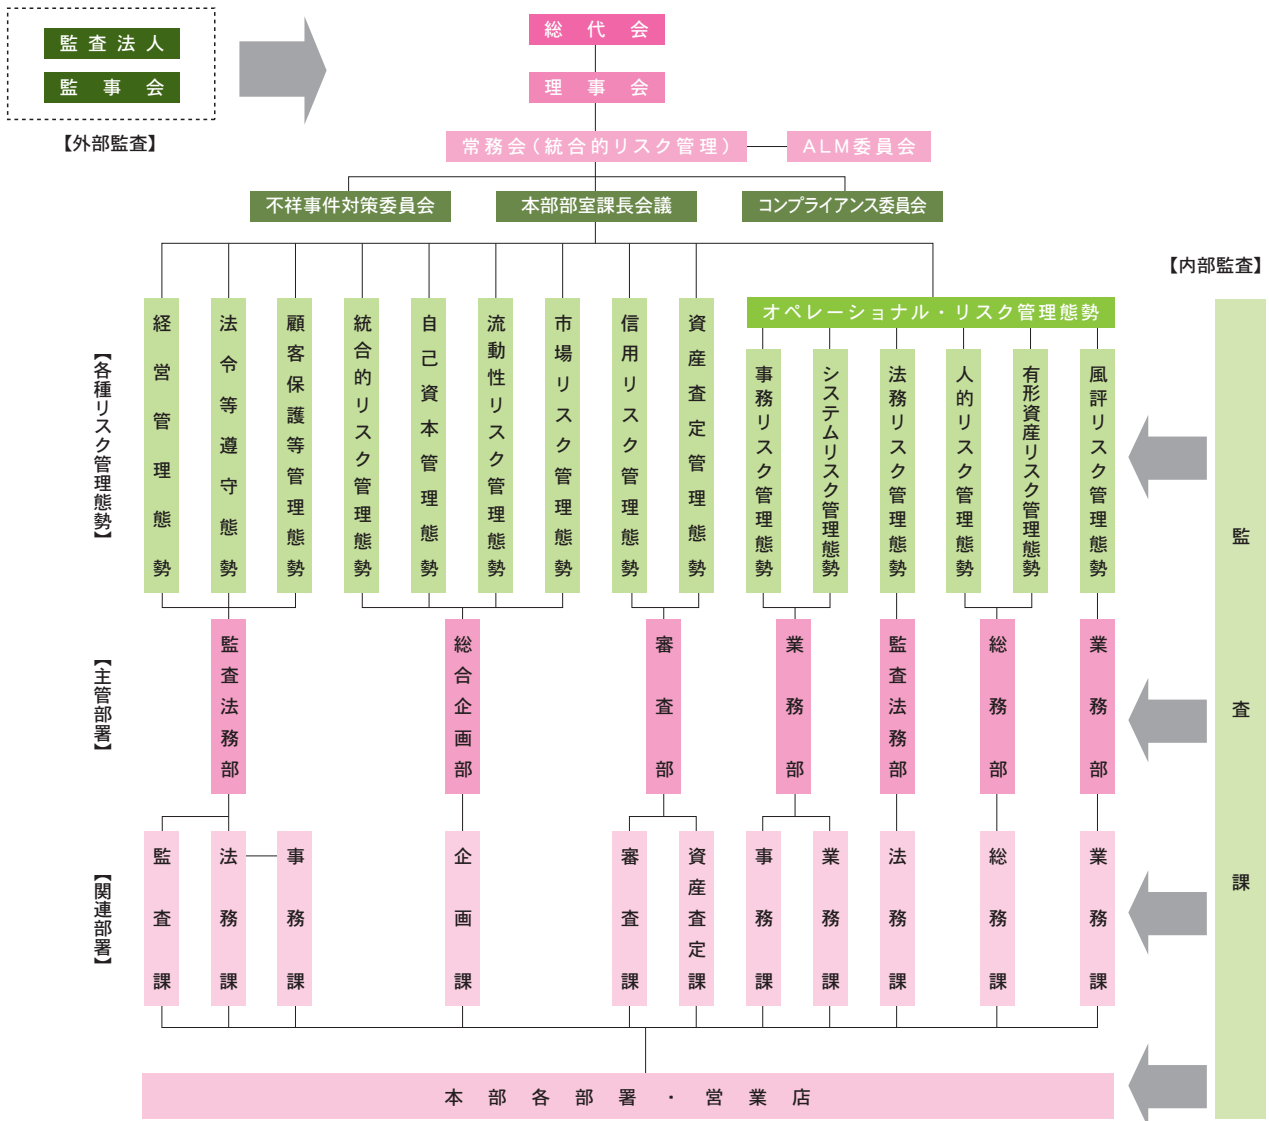 監査法人
監事会
【外部監査】
総代会
理事会
常務会(統合的リスク管理)
ALM委員会
不祥事件対策委員会
本部部室課長会議
コンプライアンス委員会
【内部監査】
オペレーショナル・リスク管理態勢
【各種リスク管理態勢】
経営管理態勢
法令等遵守態勢
顧客保護等管理態勢
統合的リスク管理態勢
自己資本管理態勢
流動性リスク管理態勢
市場リスク管理態勢
信用リスク管理態勢
資産査定管理態勢
事務リスク管理態勢
システムリスク管理態勢
法務リスク管理態勢
人的リスク管理態勢
有形資産リスク管理態勢
風評リスク管理態勢
監査課
【主管部署】
監査法務部
総合企画部
審査部
業務部
監査法務部
総務部
業務部
【関連部署】
監査課
法務課
事務課
企画課
審査課
資産査定課
事務課
業務課
法務課
総務課
業務課
本部各部署・営業店